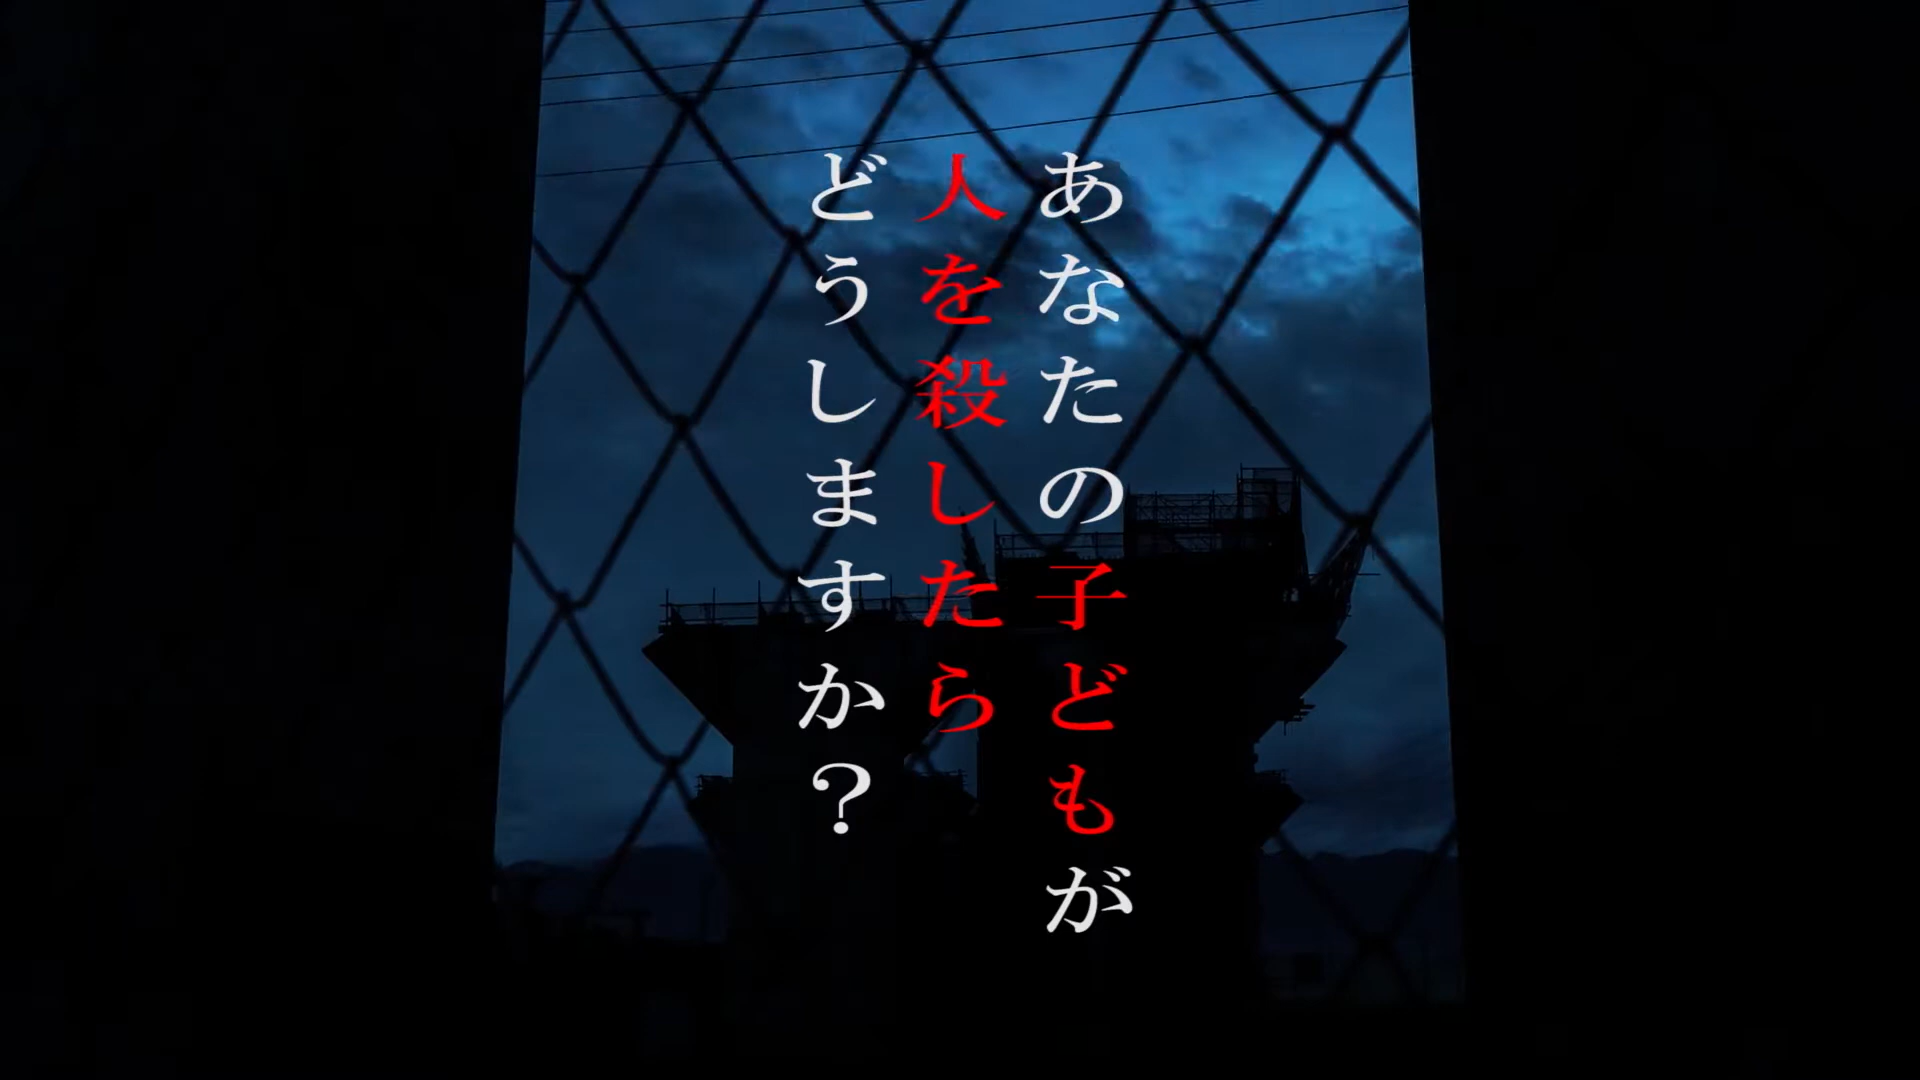 あなたの子どもが
人を殺したら
どうしますか？